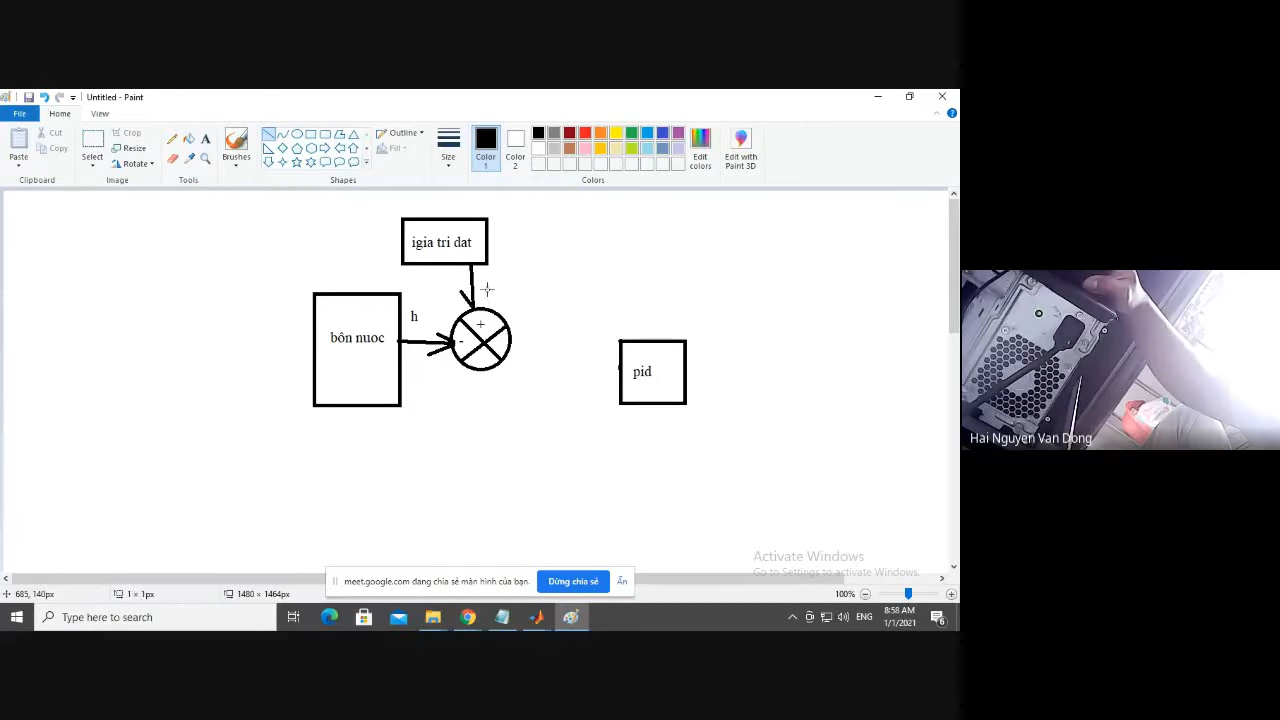 Untitled - Paint
File Home View
Paste
Cut
Copy
Clipboard
Select
Crop
Resize
Rotate
Image
Tools
Brushes
Shapes
Outline
Fill
Size
Color 1
Color 2
Colors
Edit colors
Edit with Paint 3D
igia tri dat
bôn nuoc
h
+
-
pid
Hai Nguyen Van Dong
Activate Windows
Go to Settings to activate Windows.
meet.google.com đang chia sẻ màn hình của bạn.
Dừng chia sẻ
Ẩn
685, 140px
1 × 1px
1480 × 1464px
100%
Type here to search
ENG
8:58 AM
1/1/2021
6